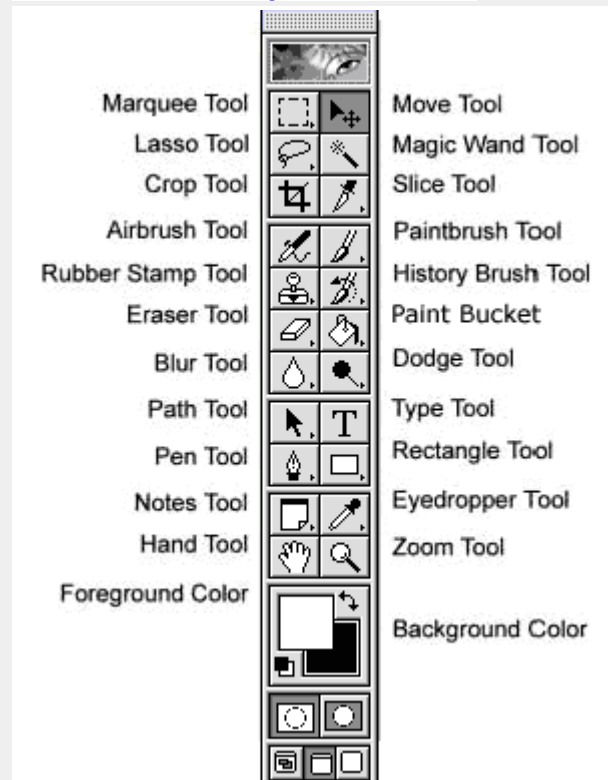 Marquee Tool Move Tool
Lasso Tool Magic Wand Tool
Crop Tool Slice Tool
Airbrush Tool Paintbrush Tool
Rubber Stamp Tool History Brush Tool
Eraser Tool Paint Bucket
Blur Tool Dodge Tool
Path Tool T Type Tool
Pen Tool Rectangle Tool
Notes Tool Eyedropper Tool
Hand Tool Zoom Tool
Foreground Color
Background Color